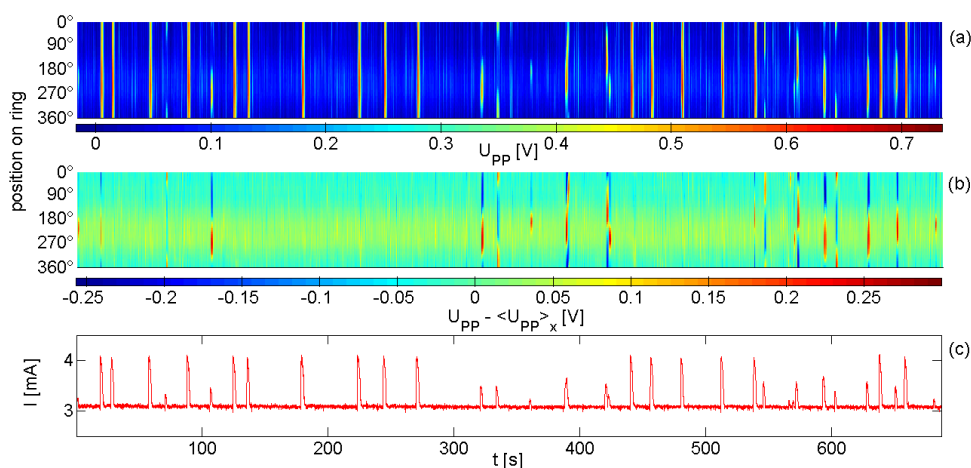 0°
90°
180°
270°
360°
(a)
0 0.1 0.2 0.3 0.4 0.5 0.6 0.7
U_PP [V]
position on ring
0°
90°
180°
270°
360°
(b)
-0.25 -0.2 -0.15 -0.1 -0.05 0 0.05 0.1 0.15 0.2 0.25
U_PP - <U_PP>_x [V]
(c)
4
3
I [mA]
100 200 300 400 500 600
t [s]